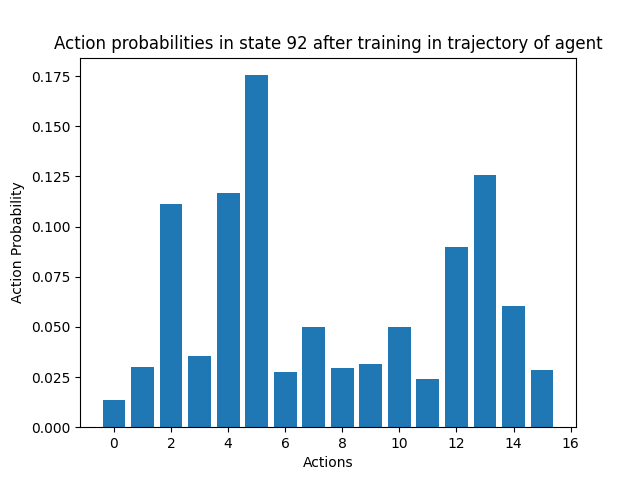 Action probabilities in state 92 after training in trajectory of agent
0.175
0.150
0.125
0.100
0.075
0.050
0.025
0.000
Action Probability
0 2 4 6 8 10 12 14 16
Actions